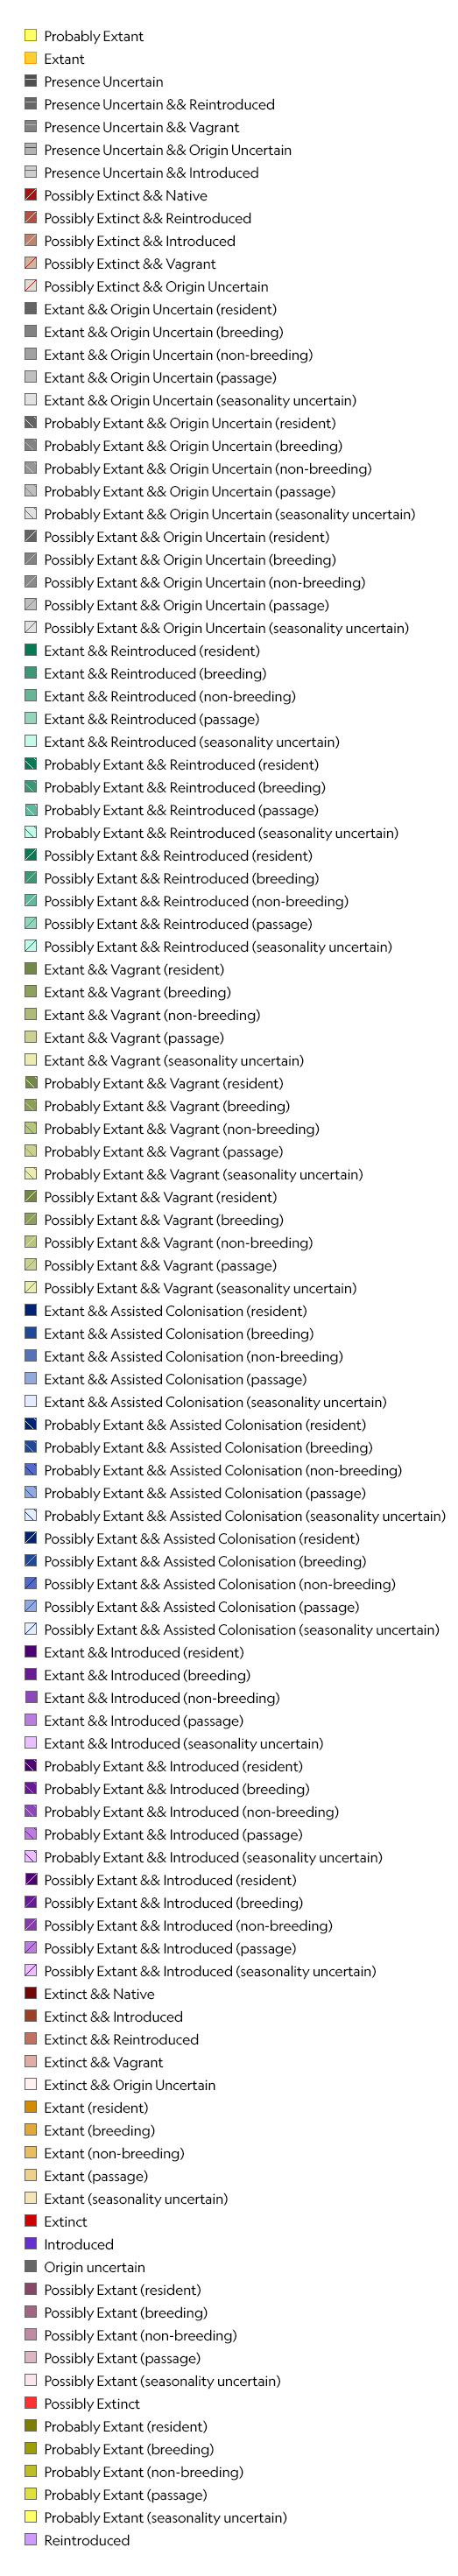 Probably Extant
Extant
Presence Uncertain
Presence Uncertain && Reintroduced
Presence Uncertain && Vagrant
Presence Uncertain && Origin Uncertain
Presence Uncertain && Introduced
Possibly Extinct && Native
Possibly Extinct && Reintroduced
Possibly Extinct && Introduced
Possibly Extinct && Vagrant
Possibly Extinct && Origin Uncertain
Extant && Origin Uncertain (resident)
Extant && Origin Uncertain (breeding)
Extant && Origin Uncertain (non-breeding)
Extant && Origin Uncertain (passage)
Extant && Origin Uncertain (seasonality uncertain)
Probably Extant && Origin Uncertain (resident)
Probably Extant && Origin Uncertain (breeding)
Probably Extant && Origin Uncertain (non-breeding)
Probably Extant && Origin Uncertain (passage)
Probably Extant && Origin Uncertain (seasonality uncertain)
Possibly Extant && Origin Uncertain (resident)
Possibly Extant && Origin Uncertain (breeding)
Possibly Extant && Origin Uncertain (non-breeding)
Possibly Extant && Origin Uncertain (passage)
Possibly Extant && Origin Uncertain (seasonality uncertain)
Extant && Reintroduced (resident)
Extant && Reintroduced (breeding)
Extant && Reintroduced (non-breeding)
Extant && Reintroduced (passage)
Extant && Reintroduced (seasonality uncertain)
Probably Extant && Reintroduced (resident)
Probably Extant && Reintroduced (breeding)
Probably Extant && Reintroduced (passage)
Probably Extant && Reintroduced (seasonality uncertain)
Possibly Extant && Reintroduced (resident)
Possibly Extant && Reintroduced (breeding)
Possibly Extant && Reintroduced (non-breeding)
Possibly Extant && Reintroduced (passage)
Possibly Extant && Reintroduced (seasonality uncertain)
Extant && Vagrant (resident)
Extant && Vagrant (breeding)
Extant && Vagrant (non-breeding)
Extant && Vagrant (passage)
Extant && Vagrant (seasonality uncertain)
Probably Extant && Vagrant (resident)
Probably Extant && Vagrant (breeding)
Probably Extant && Vagrant (non-breeding)
Probably Extant && Vagrant (passage)
Probably Extant && Vagrant (seasonality uncertain)
Possibly Extant && Vagrant (resident)
Possibly Extant && Vagrant (breeding)
Possibly Extant && Vagrant (non-breeding)
Possibly Extant && Vagrant (passage)
Possibly Extant && Vagrant (seasonality uncertain)
Extant && Assisted Colonisation (resident)
Extant && Assisted Colonisation (breeding)
Extant && Assisted Colonisation (non-breeding)
Extant && Assisted Colonisation (passage)
Extant && Assisted Colonisation (seasonality uncertain)
Probably Extant && Assisted Colonisation (resident)
Probably Extant && Assisted Colonisation (breeding)
Probably Extant && Assisted Colonisation (non-breeding)
Probably Extant && Assisted Colonisation (passage)
Probably Extant && Assisted Colonisation (seasonality uncertain)
Possibly Extant && Assisted Colonisation (resident)
Possibly Extant && Assisted Colonisation (breeding)
Possibly Extant && Assisted Colonisation (non-breeding)
Possibly Extant && Assisted Colonisation (passage)
Possibly Extant && Assisted Colonisation (seasonality uncertain)
Extant && Introduced (resident)
Extant && Introduced (breeding)
Extant && Introduced (non-breeding)
Extant && Introduced (passage)
Extant && Introduced (seasonality uncertain)
Probably Extant && Introduced (resident)
Probably Extant && Introduced (breeding)
Probably Extant && Introduced (non-breeding)
Probably Extant && Introduced (passage)
Probably Extant && Introduced (seasonality uncertain)
Possibly Extant && Introduced (resident)
Possibly Extant && Introduced (breeding)
Possibly Extant && Introduced (non-breeding)
Possibly Extant && Introduced (passage)
Possibly Extant && Introduced (seasonality uncertain)
Extinct && Native
Extinct && Introduced
Extinct && Reintroduced
Extinct && Vagrant
Extinct && Origin Uncertain
Extant (resident)
Extant (breeding)
Extant (non-breeding)
Extant (passage)
Extant (seasonality uncertain)
Extinct
Introduced
Origin uncertain
Possibly Extant (resident)
Possibly Extant (breeding)
Possibly Extant (non-breeding)
Possibly Extant (passage)
Possibly Extant (seasonality uncertain)
Possibly Extinct
Probably Extant (resident)
Probably Extant (breeding)
Probably Extant (non-breeding)
Probably Extant (passage)
Probably Extant (seasonality uncertain)
Reintroduced